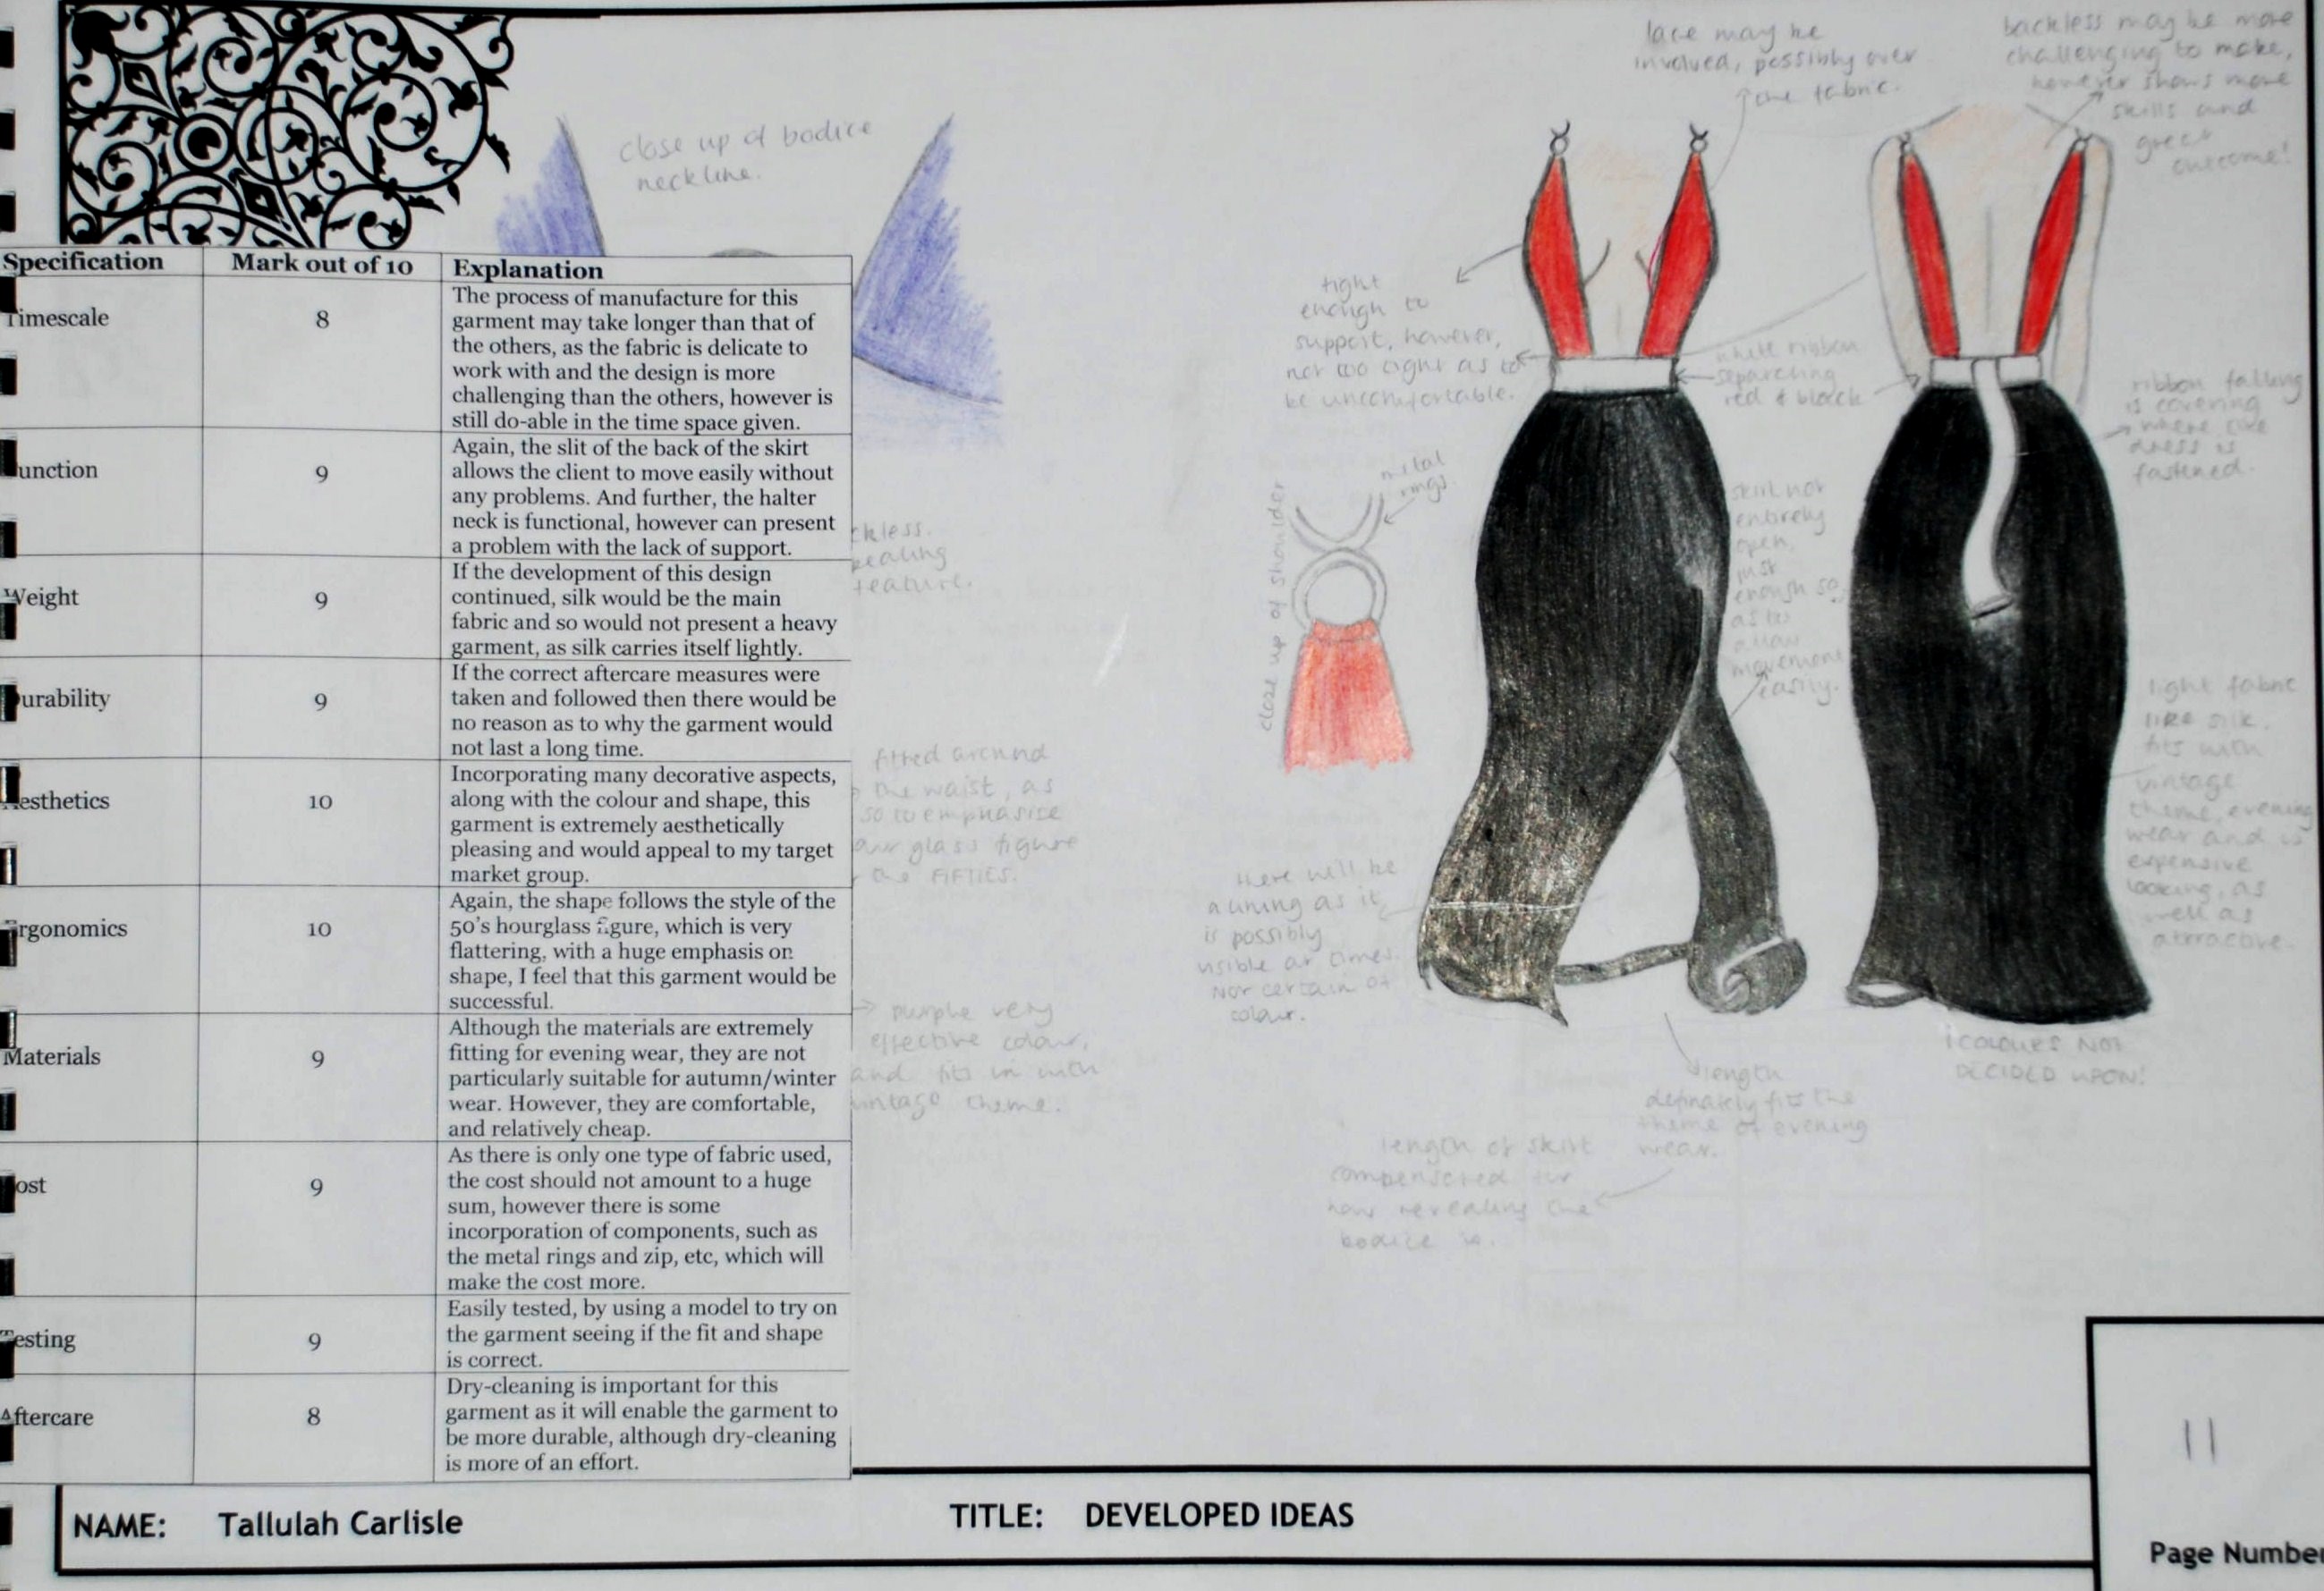 lace may be
involved, possibly over
the fabric.
backless may be more
challenging to make,
however shows more
skills and
great
outcome!
close up of bodice
neckline.
Specification Mark out of 10 Explanation
Timescale 8
The process of manufacture for this
garment may take longer than that of
the others, as the fabric is delicate to
work with and the design is more
challenging than the others, however is
still do-able in the time space given.
unction 9
Again, the slit of the back of the skirt
allows the client to move easily without
any problems. And further, the halter
neck is functional, however can present
a problem with the lack of support.
Weight 9
If the development of this design
continued, silk would be the main
fabric and so would not present a heavy
garment, as silk carries itself lightly.
urability 9
If the correct aftercare measures were
taken and followed then there would be
no reason as to why the garment would
not last a long time.
esthetics 10
Incorporating many decorative aspects,
along with the colour and shape, this
garment is extremely aesthetically
pleasing and would appeal to my target
market group.
rgonomics 10
Again, the shape follows the style of the
50's hourglass figure, which is very
flattering, with a huge emphasis on
shape, I feel that this garment would be
successful.
Materials 9
Although the materials are extremely
fitting for evening wear, they are not
particularly suitable for autumn/winter
wear. However, they are comfortable,
and relatively cheap.
ost 9
As there is only one type of fabric used,
the cost should not amount to a huge
sum, however there is some
incorporation of components, such as
the metal rings and zip, etc, which will
make the cost more.
esting 9
Easily tested, by using a model to try on
the garment seeing if the fit and shape
is correct.
Aftercare 8
Dry-cleaning is important for this
garment as it will enable the garment to
be more durable, although dry-cleaning
is more of an effort.
ckless.
pealing
feature.
fitted around
the waist, as
so to emphasise
our glass figure
the FIFTIES.
purple very
effective colour,
and fits in with
vintage theme.
tight
enough to
support, however,
not too tight as to
be uncomfortable.
white ribbon
separating
red & black
ribbon falling
is covering
where the
dress is
fastened.
metal
rings
close up of shoulder
skirt not
entirely
open,
just
enough so
as to
allow
movement
easily.
light fabric
like silk.
fits with
vintage
theme, evening
wear and is
expensive
looking, as
well as
attractive.
there will be
a lining as it
is possibly
visible at times.
Not certain of
colour.
length
definately fits the
theme of evening
wear.
length of skirt
compensated for
how revealing the
bodice is.
COLOURS NOT
DECIDED UPON!
11
NAME: Tallulah Carlisle
TITLE: DEVELOPED IDEAS
Page Number